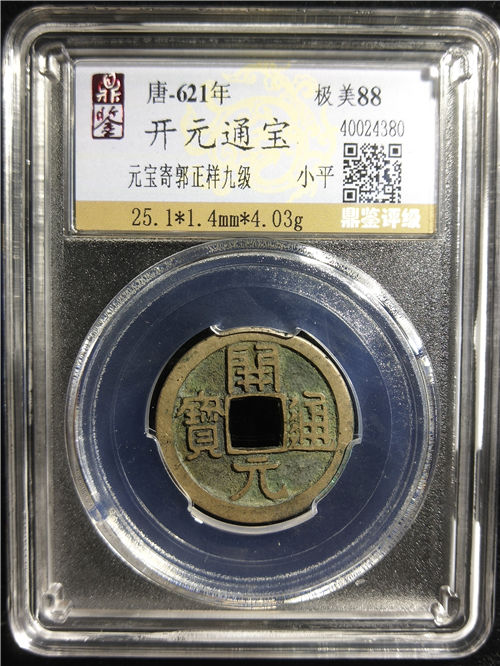 鼎鉴
唐-621年 极美88
开元通宝 40024380
元宝寄郭正样九级 小平
25.1*1.4mm*4.03g 鼎鉴评级
開元通寶